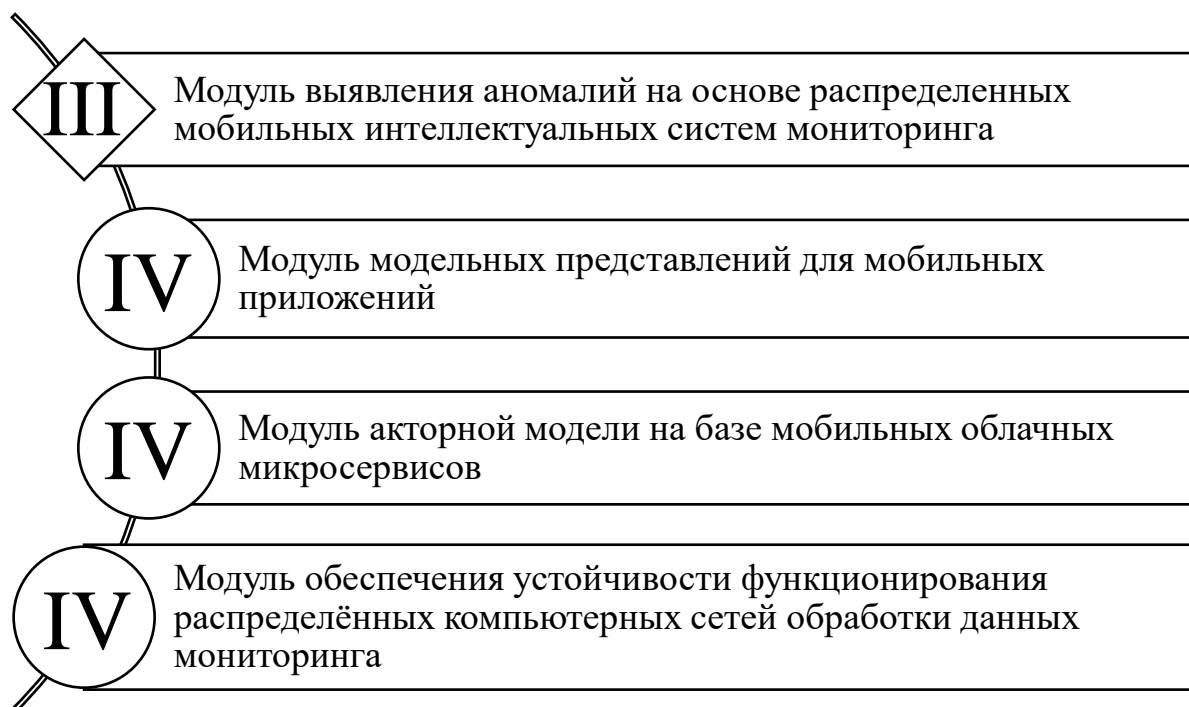 III
Модуль выявления аномалий на основе распределенных
мобильных интеллектуальных систем мониторинга
IV
Модуль модельных представлений для мобильных
приложений
IV
Модуль акторной модели на базе мобильных облачных
микросервисов
IV
Модуль обеспечения устойчивости функционирования
распределённых компьютерных сетей обработки данных
мониторинга